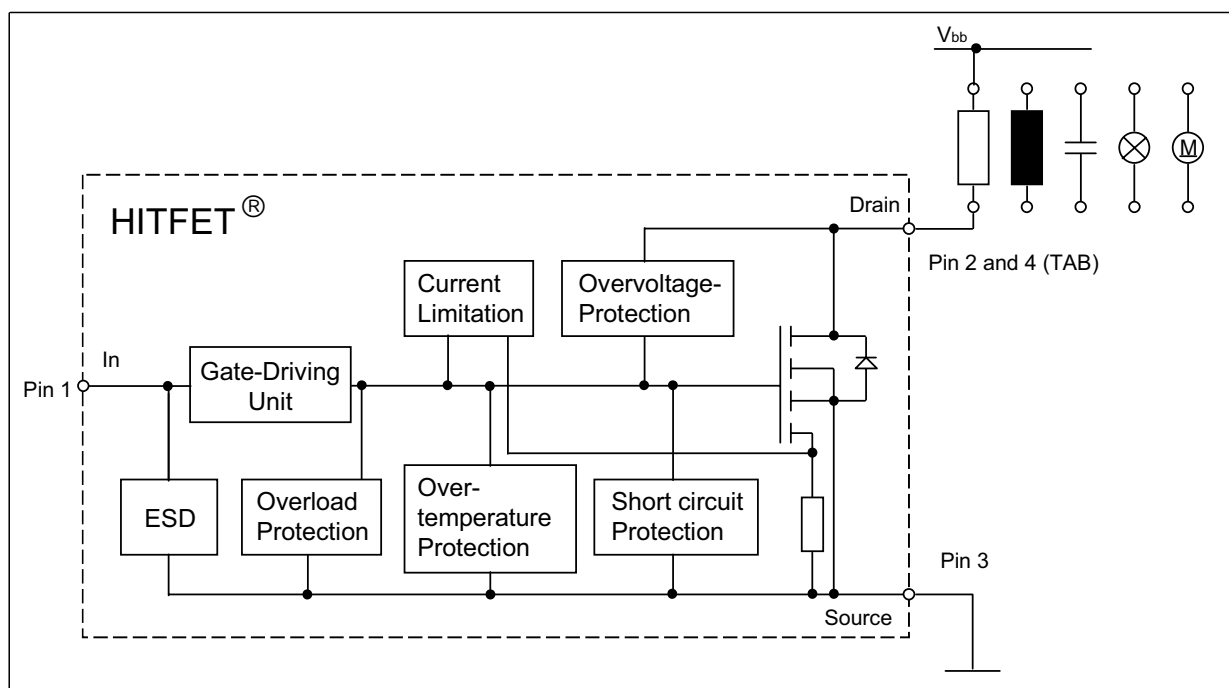 Vbb
M
HITFET ®
Drain
Pin 2 and 4 (TAB)
Current
Limitation
Overvoltage-
Protection
In
Pin 1
Gate-Driving
Unit
ESD
Overload
Protection
Over-
temperature
Protection
Short circuit
Protection
Pin 3
Source